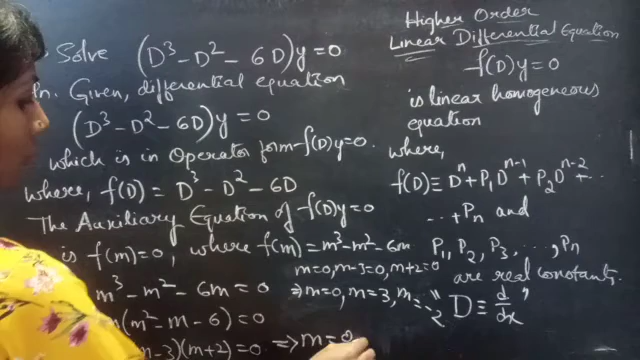 Solve (D³ - D² - 6D)y = 0
ln. Given, differential equation
(D³ - D² - 6D)y = 0
which is in Operator form f(D)y=0.
where, f(D) = D³ - D² - 6D
The Auxiliary Equation of f(D)y=0
is f(m)=0, where f(m)=m³-m²-6m
m³ - m² - 6m = 0
m(m² - m - 6) = 0
m-3)(m+2) = 0 ⇒ m=0
m=0, m-3=0, m+2=0
⇒ m=0, m=3, m=-2
Higher Order
Linear Differential Equation
f(D)y = 0
is linear homogeneous
equation
where,
f(D) ≡ Dⁿ + P₁Dⁿ⁻¹ + P₂Dⁿ⁻² + ...
... + Pₙ and
P₁, P₂, P₃, ..., Pₙ
are real constants.
"D ≡ d/dx"